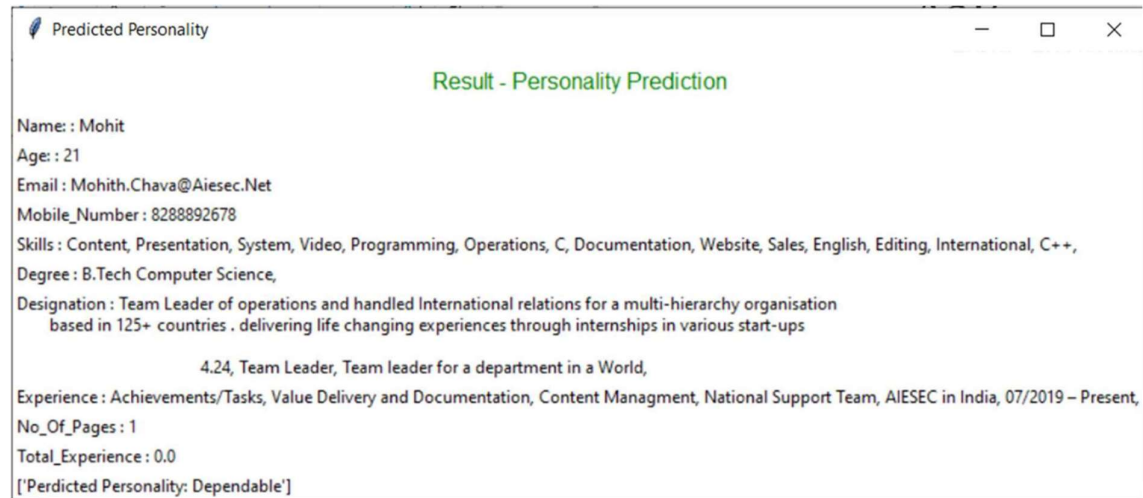 Predicted Personality
Result - Personality Prediction
Name: : Mohit
Age: : 21
Email : Mohith.Chava@Aiesec.Net
Mobile_Number : 8288892678
Skills : Content, Presentation, System, Video, Programming, Operations, C, Documentation, Website, Sales, English, Editing, International, C++,
Degree : B.Tech Computer Science,
Designation : Team Leader of operations and handled International relations for a multi-hierarchy organisation
based in 125+ countries . delivering life changing experiences through internships in various start-ups
4.24, Team Leader, Team leader for a department in a World,
Experience : Achievements/Tasks, Value Delivery and Documentation, Content Managment, National Support Team, AIESEC in India, 07/2019 – Present,
No_Of_Pages : 1
Total_Experience : 0.0
['Perdicted Personality: Dependable']